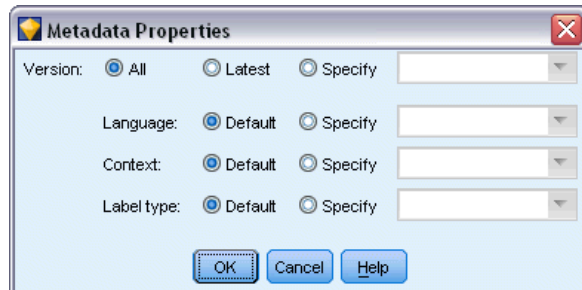 Metadata Properties
Version: All Latest Specify
Language: Default Specify
Context: Default Specify
Label type: Default Specify
OK Cancel Help